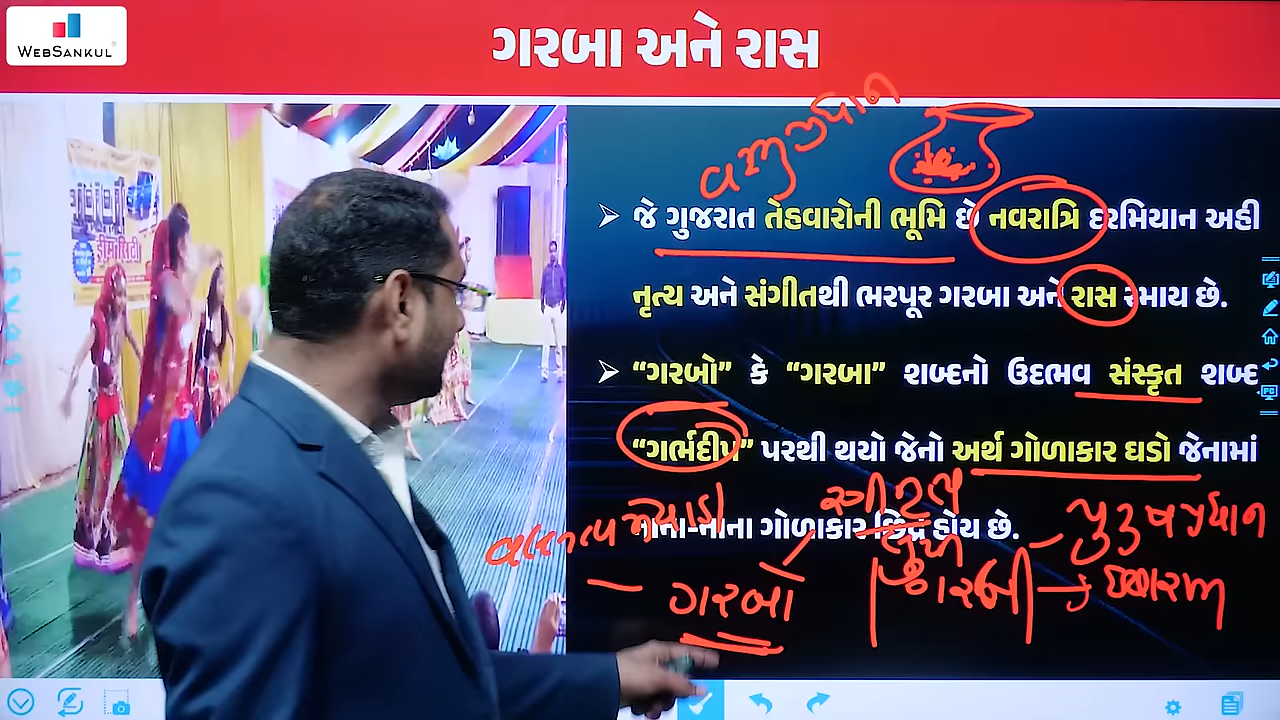 WEBSANKUL
ગરબા અને રાસ
જે ગુજરાત તેહવારોની ભૂમિ છે નવરાત્રિ દરમિયાન અહી
નૃત્ય અને સંગીતથી ભરપૂર ગરબા અને રાસ રમાય છે.
“ગરબો” કે “ગરબા” શબ્દનો ઉદભવ સંસ્કૃત શબ્દ
“ગર્ભદીપ” પરથી થયો જેનો અર્થ ગોળાકાર ઘડો જેનામાં
નાના-નાના ગોળાકાર છિદ્ર હોય છે.
પુરુષપ્રધાન
ગરબો
ગરબી